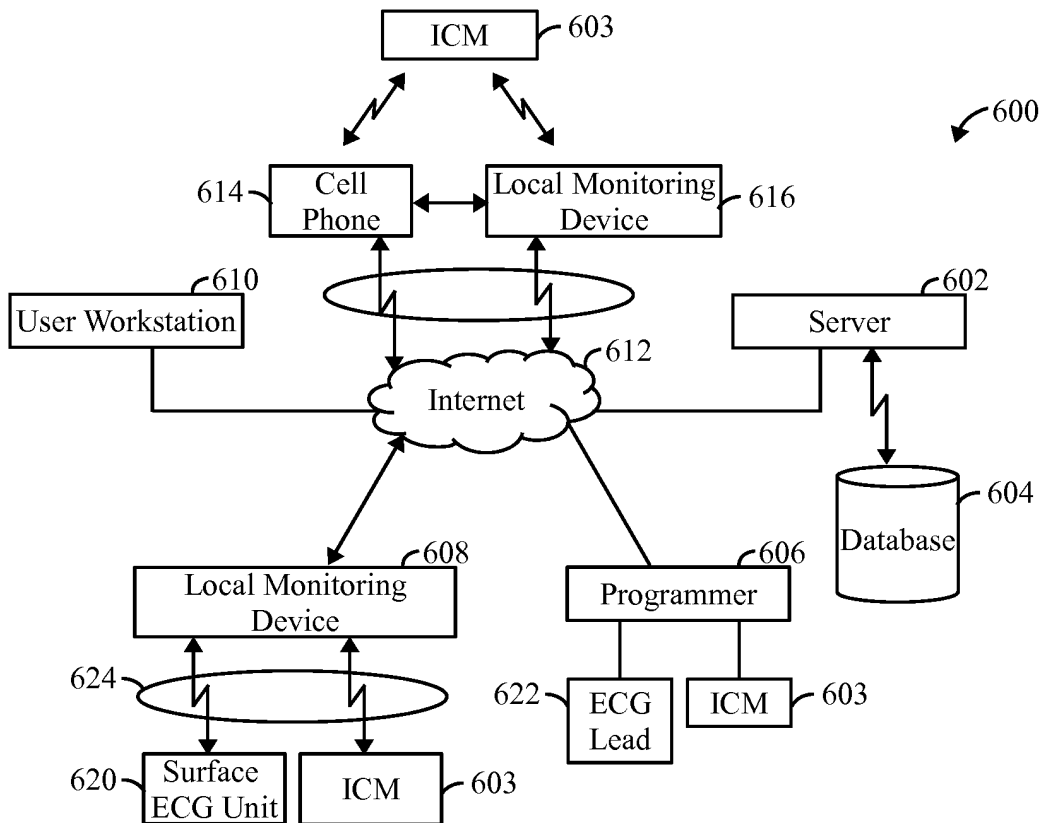 ICM
603
600
614
Cell
Phone
Local Monitoring
Device
616
610
User Workstation
602
Server
612
Internet
604
Database
608
Local Monitoring
Device
606
Programmer
624
622
ECG
Lead
ICM
603
620
Surface
ECG Unit
ICM
603